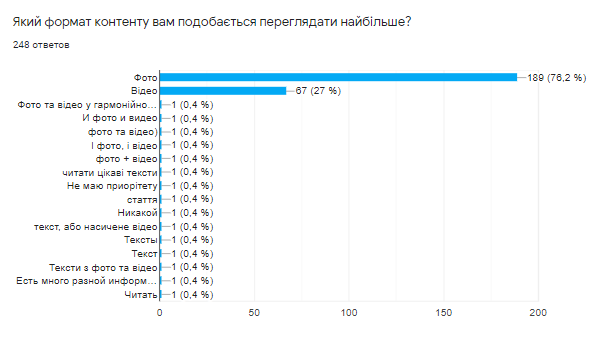 Який формат контенту вам подобається переглядати найбільше?
248 ответов
Фото 189 (76,2 %)
Відео 67 (27 %)
Фото та відео у гармонійно… 1 (0,4 %)
И фото и видео 1 (0,4 %)
фото та відео) 1 (0,4 %)
І фото, і відео 1 (0,4 %)
фото + відео 1 (0,4 %)
читати цікаві тексти 1 (0,4 %)
Не маю приорітету 1 (0,4 %)
стаття 1 (0,4 %)
Никакой 1 (0,4 %)
текст, або насичене відео 1 (0,4 %)
Тексты 1 (0,4 %)
Текст 1 (0,4 %)
Тексти з фото та відео 1 (0,4 %)
Есть много разной информ… 1 (0,4 %)
Читать 1 (0,4 %)
0 50 100 150 200